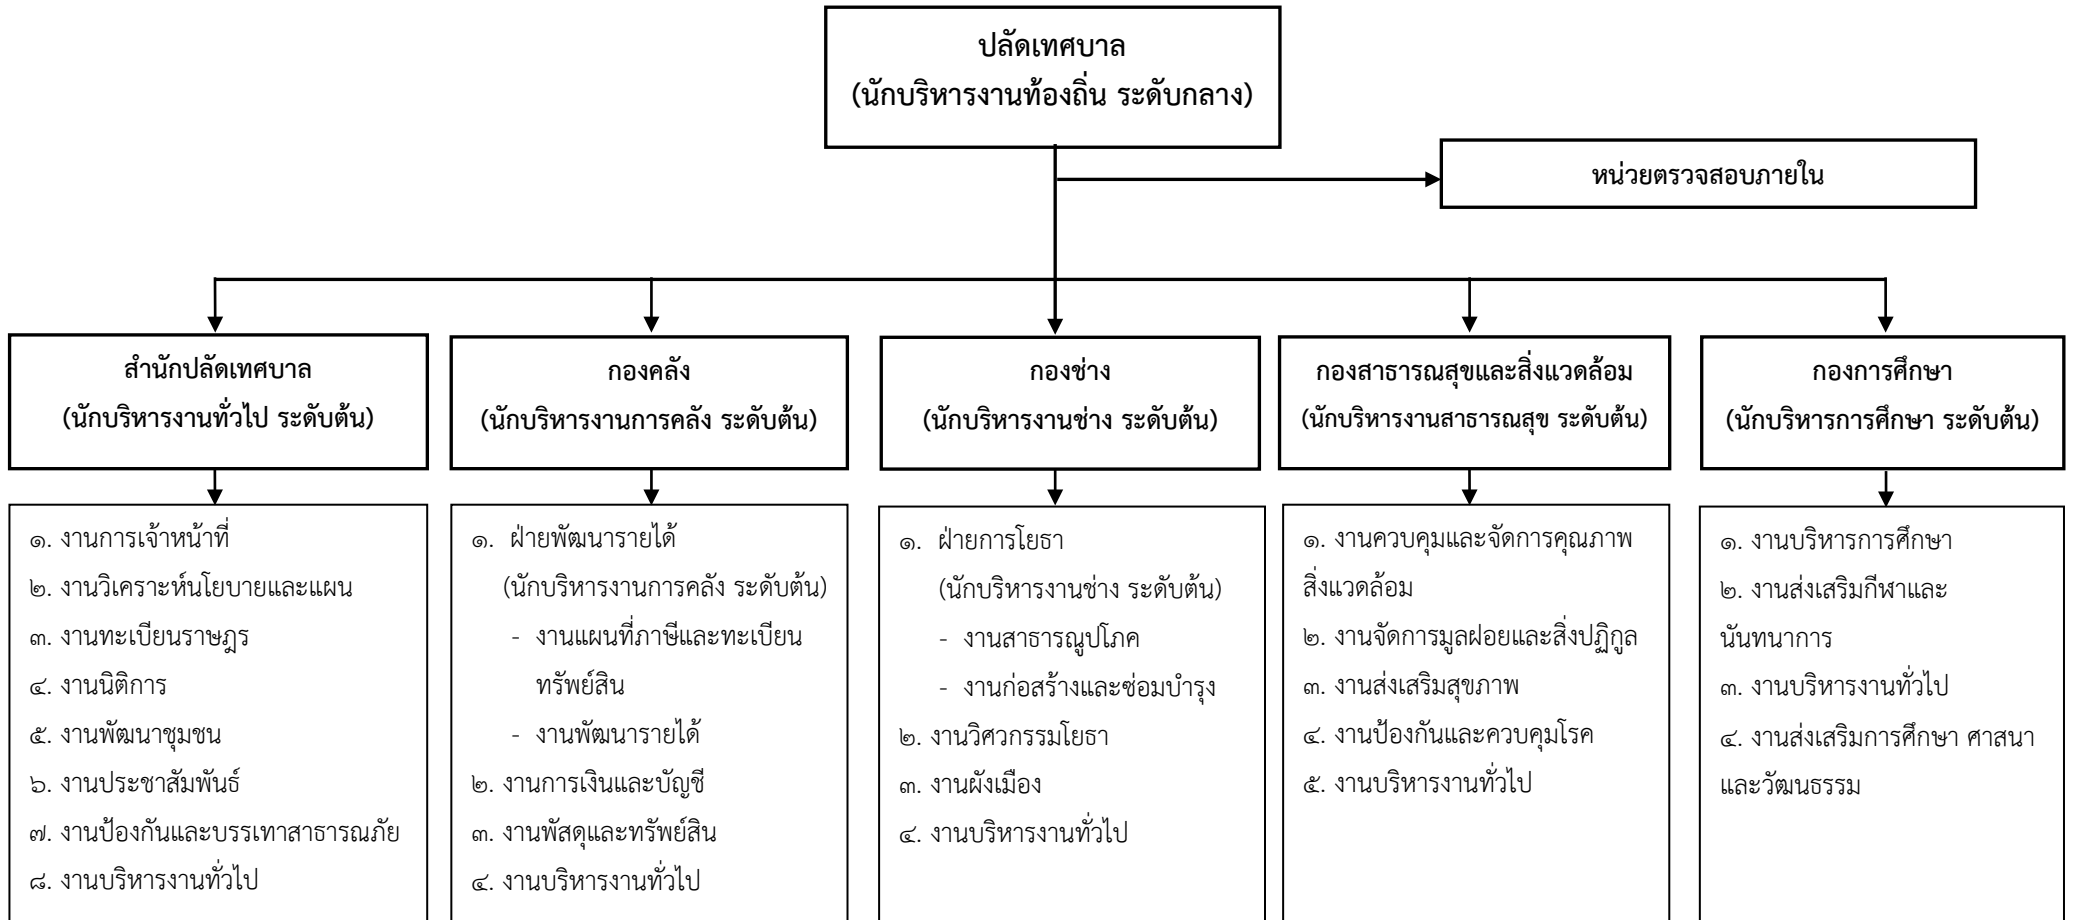 ปลัดเทศบาล
(นักบริหารงานท้องถิ่น ระดับกลาง)
หน่วยตรวจสอบภายใน
สำนักปลัดเทศบาล
(นักบริหารงานทั่วไป ระดับต้น)
กองคลัง
(นักบริหารงานการคลัง ระดับต้น)
กองช่าง
(นักบริหารงานช่าง ระดับต้น)
กองสาธารณสุขและสิ่งแวดล้อม
(นักบริหารงานสาธารณสุข ระดับต้น)
กองการศึกษา
(นักบริหารการศึกษา ระดับต้น)
๑. งานการเจ้าหน้าที่
๒. งานวิเคราะห์นโยบายและแผน
๓. งานทะเบียนราษฎร
๔. งานนิติการ
๕. งานพัฒนาชุมชน
๖. งานประชาสัมพันธ์
๗. งานป้องกันและบรรเทาสาธารณภัย
๘. งานบริหารงานทั่วไป
๑. ฝ่ายพัฒนารายได้
(นักบริหารงานการคลัง ระดับต้น)
- งานแผนที่ภาษีและทะเบียน
ทรัพย์สิน
- งานพัฒนารายได้
๒. งานการเงินและบัญชี
๓. งานพัสดุและทรัพย์สิน
๔. งานบริหารงานทั่วไป
๑. ฝ่ายการโยธา
(นักบริหารงานช่าง ระดับต้น)
- งานสาธารณูปโภค
- งานก่อสร้างและซ่อมบำรุง
๒. งานวิศวกรรมโยธา
๓. งานผังเมือง
๔. งานบริหารงานทั่วไป
๑. งานควบคุมและจัดการคุณภาพ
สิ่งแวดล้อม
๒. งานจัดการมูลฝอยและสิ่งปฏิกูล
๓. งานส่งเสริมสุขภาพ
๔. งานป้องกันและควบคุมโรค
๕. งานบริหารงานทั่วไป
๑. งานบริหารการศึกษา
๒. งานส่งเสริมกีฬาและ
นันทนาการ
๓. งานบริหารงานทั่วไป
๔. งานส่งเสริมการศึกษา ศาสนา
และวัฒนธรรม